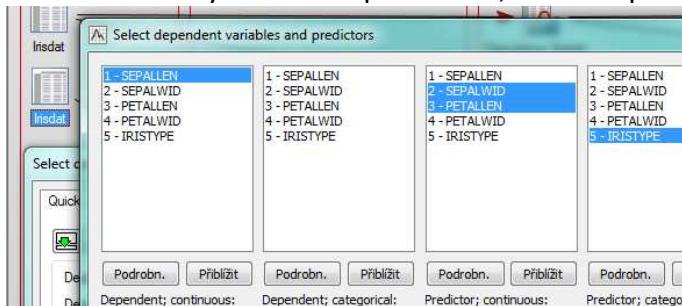 Irisdat
Select dependent variables and predictors
1 - SEPALLEN
2 - SEPALWID
3 - PETALLEN
4 - PETALWID
5 - IRISTYPE
1 - SEPALLEN
2 - SEPALWID
3 - PETALLEN
4 - PETALWID
5 - IRISTYPE
1 - SEPALLEN
2 - SEPALWID
3 - PETALLEN
4 - PETALWID
5 - IRISTYPE
1 - SEPALLEN
2 - SEPALWID
3 - PETALLEN
4 - PETALWID
5 - IRISTYPE
Irisdat
Select d
Quick
De
De
Podrobn. Přiblížit Podrobn. Přiblížit Podrobn. Přiblížit Podrobn.
Dependent; continuous: Dependent; categorical: Predictor; continuous: Predictor; catego